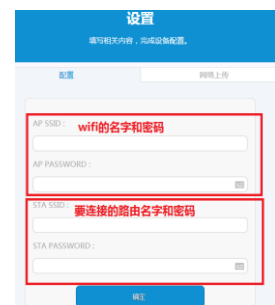 设置
填写相关内容，完成设备配置。
配置
网页上传
AP SSID :
wifi的名字和密码
AP PASSWORD :
STA SSID :
要连接的路由名字和密码
STA PASSWORD :
确定